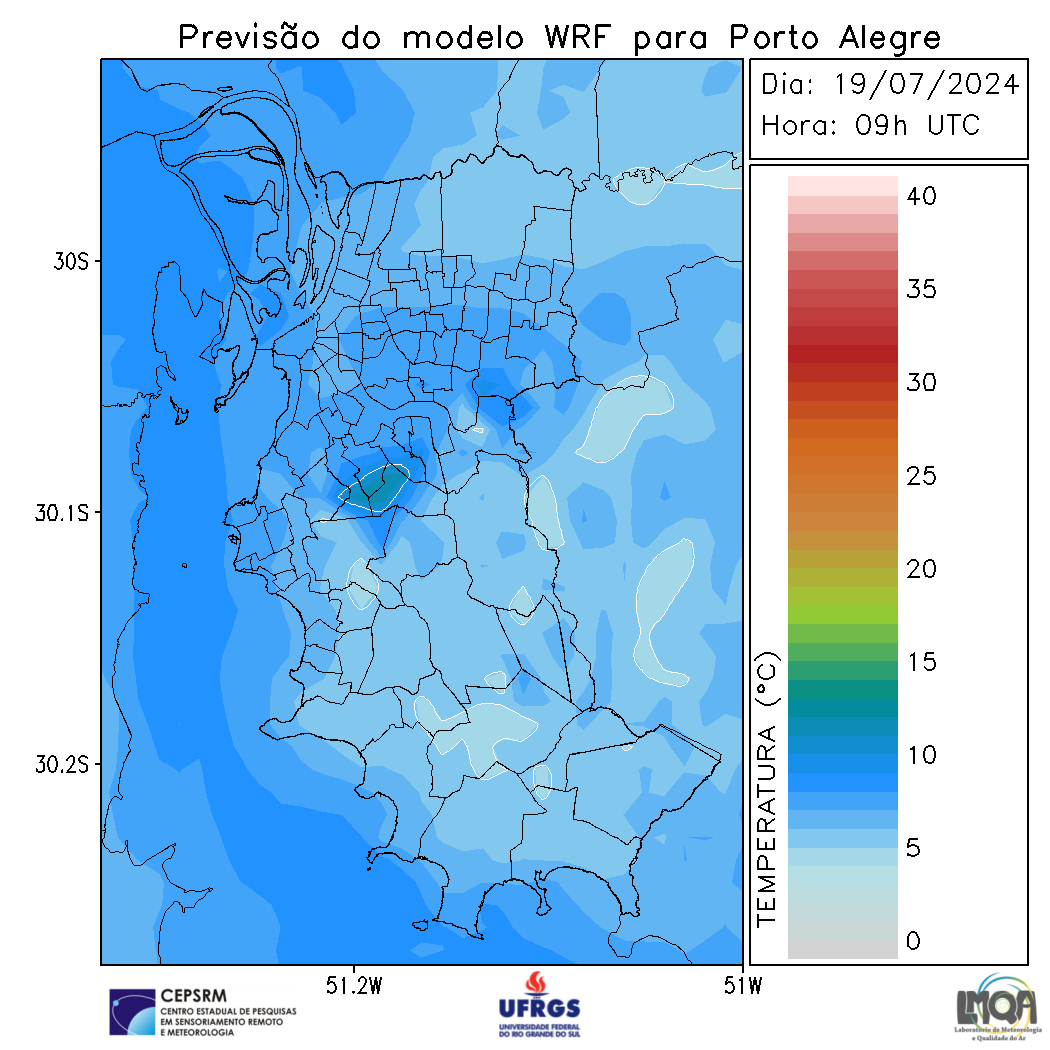 Previsão do modelo WRF para Porto Alegre
Dia: 19/07/2024
Hora: 09h UTC
40
35
30
25
20
15
10
5
0
TEMPERATURA (°C)
30S
30.1S
30.2S
51.2W
51W
CEPSRM
CENTRO ESTADUAL DE PESQUISAS
EM SENSORIAMENTO REMOTO
E METEOROLOGIA
UFRGS
UNIVERSIDADE FEDERAL
DO RIO GRANDE DO SUL
LMQA
Laboratório de Meteorologia
e Qualidade do Ar